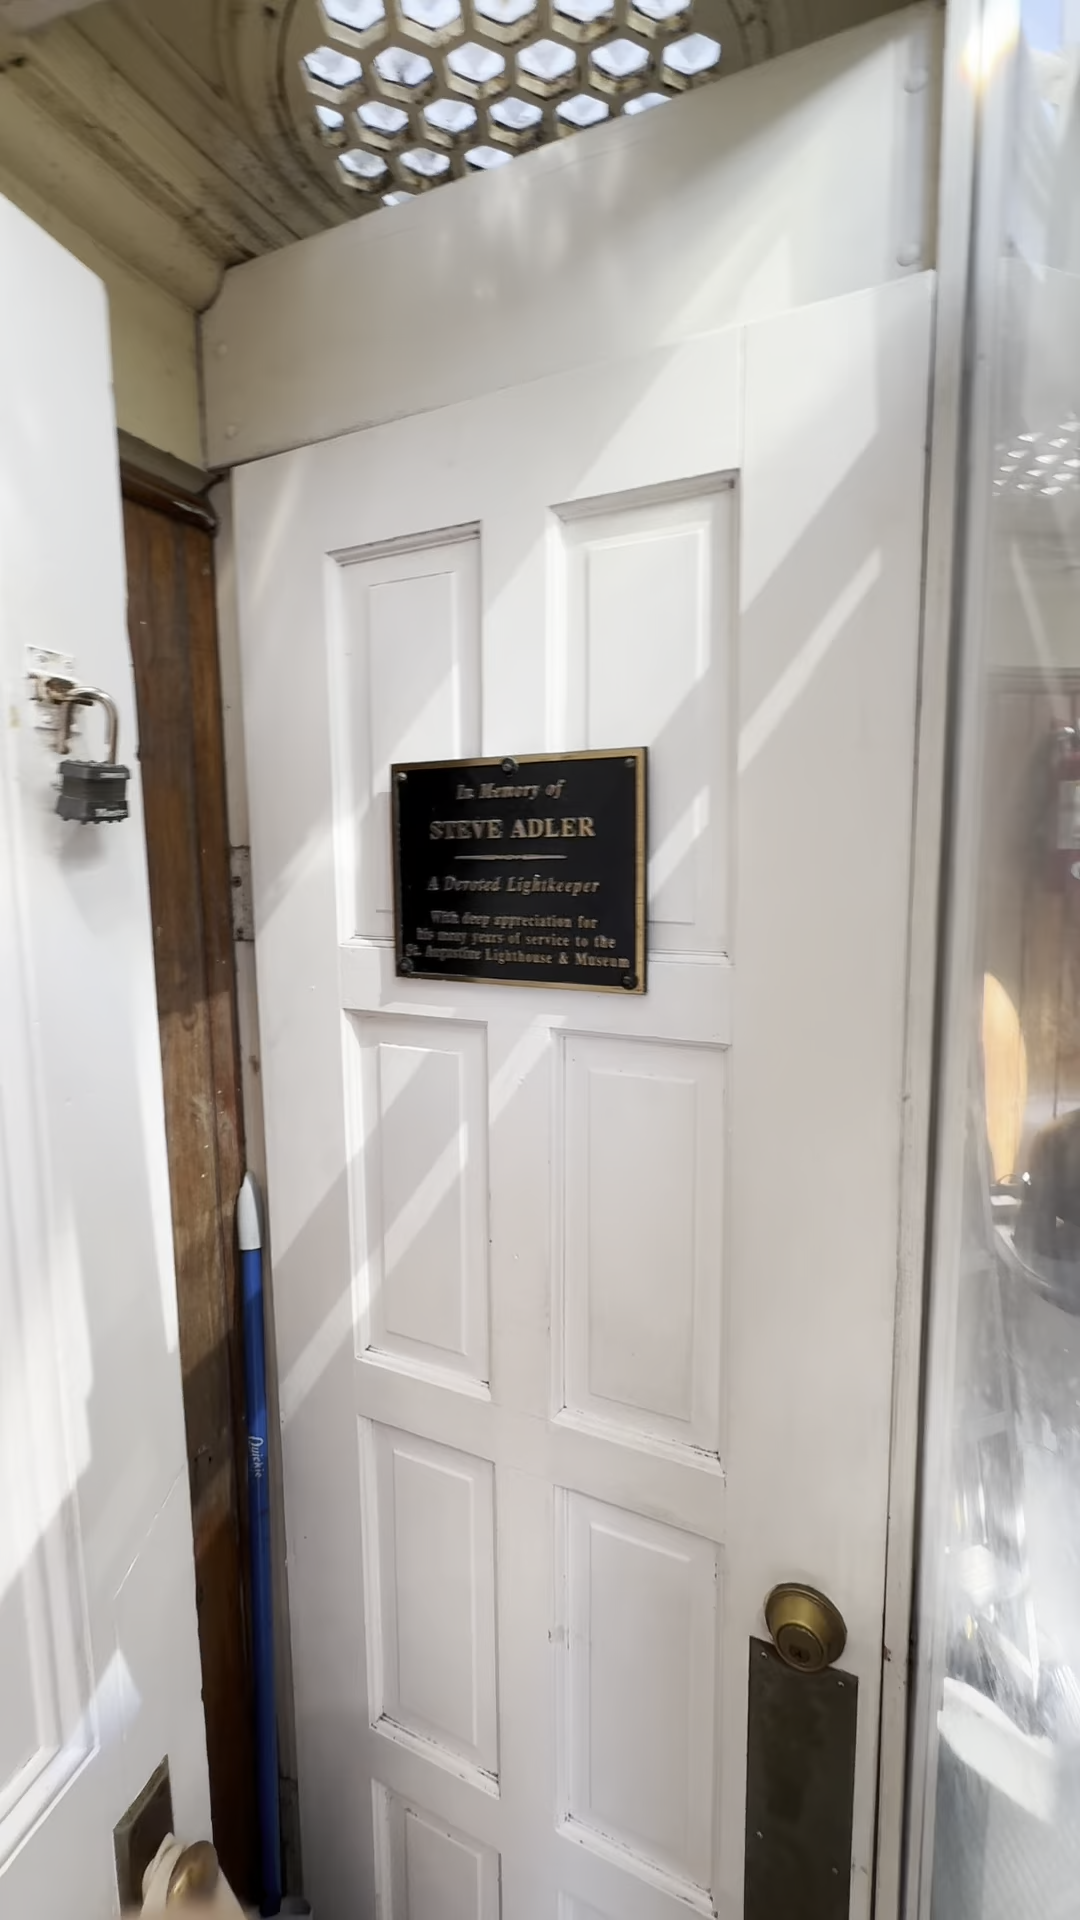 In Memory of
STEVE ADLER
A Devoted Lightkeeper
With deep appreciation for
his many years of service to the
St. Augustine Lighthouse & Museum
Master
Quickie